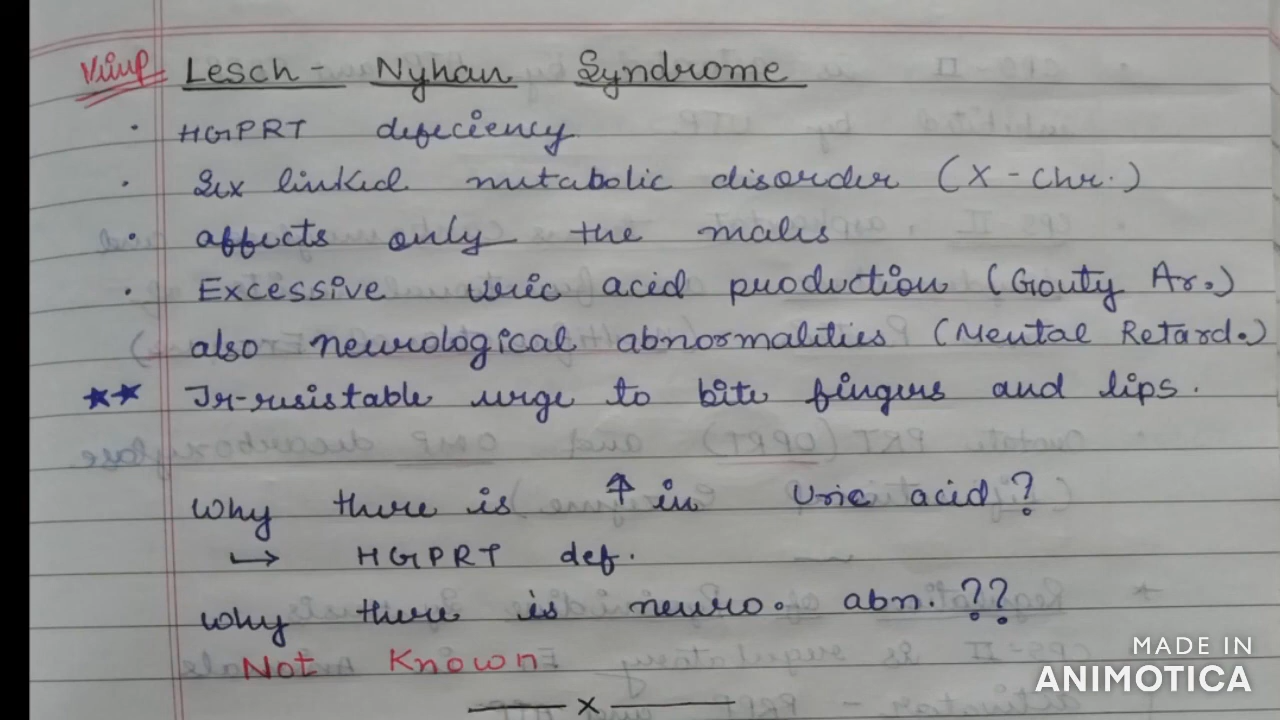 V.imp Lesch - Nyhan Syndrome
• HGPRT deficiency
• Sex linked metabolic disorder (X - Chr.)
• affects only the males
• Excessive uric acid production (Gouty Ar.)
also neurological abnormalities (Mental Retard.)
★★ Ir-resistable urge to bite fingers and lips.
Why there is ↑ in Uric acid?
→ HGPRT def.
Why there is neuro. abn.??
Not Known
x
MADE IN
ANIMOTICA